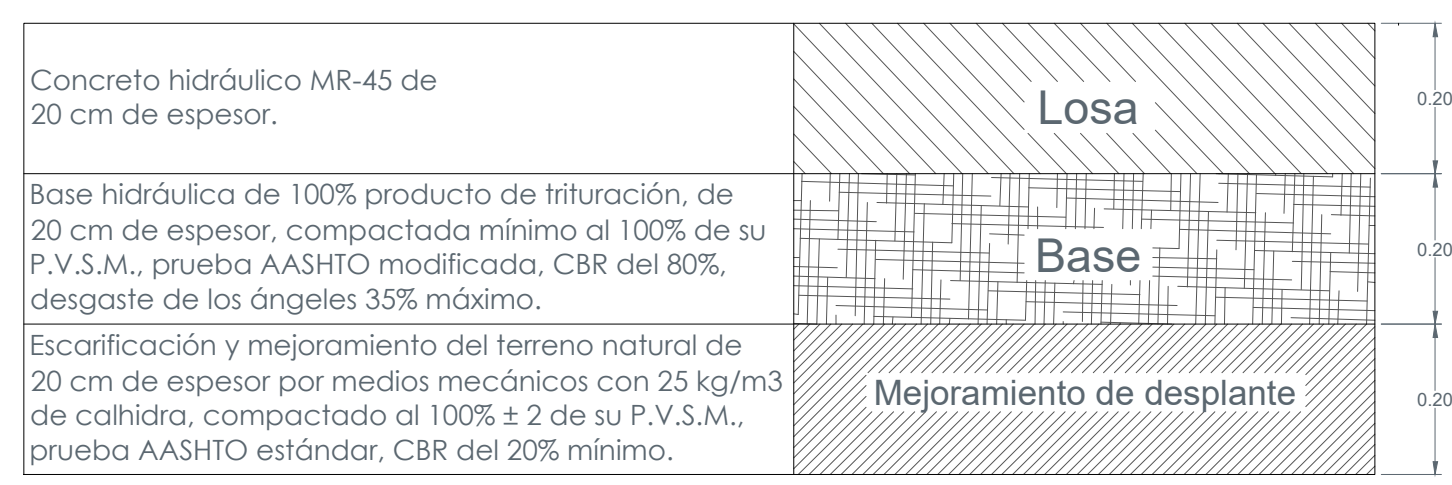 Concreto hidráulico MR-45 de
20 cm de espesor.
Losa
0.20
Base hidráulica de 100% producto de trituración, de
20 cm de espesor, compactada mínimo al 100% de su
P.V.S.M., prueba AASHTO modificada, CBR del 80%,
desgaste de los ángeles 35% máximo.
Base
0.20
Escarificación y mejoramiento del terreno natural de
20 cm de espesor por medios mecánicos con 25 kg/m3
de calhidra, compactado al 100% ± 2 de su P.V.S.M.,
prueba AASHTO estándar, CBR del 20% mínimo.
Mejoramiento de desplante
0.20